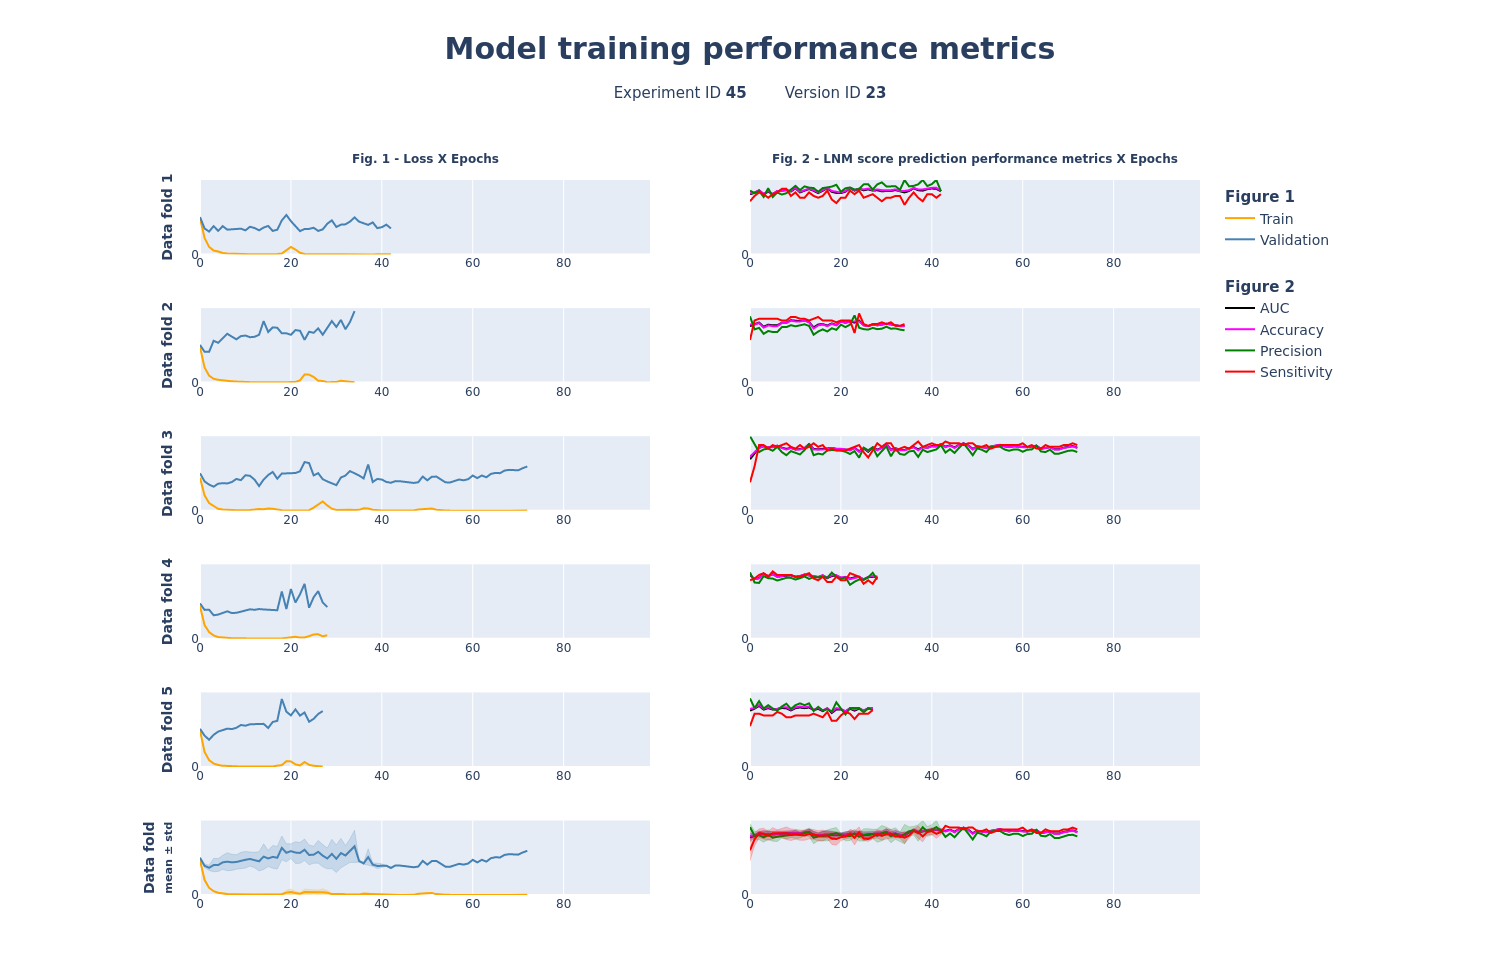 Model training performance metrics
Experiment ID 45 Version ID 23
Fig. 1 - Loss X Epochs
Fig. 2 - LNM score prediction performance metrics X Epochs
Data fold 1
0
0 20 40 60 80
0
0 20 40 60 80
Figure 1
Train
Validation
Figure 2
AUC
Accuracy
Precision
Sensitivity
Data fold 2
0
0 20 40 60 80
0
0 20 40 60 80
Data fold 3
0
0 20 40 60 80
0
0 20 40 60 80
Data fold 4
0
0 20 40 60 80
0
0 20 40 60 80
Data fold 5
0
0 20 40 60 80
0
0 20 40 60 80
Data fold
mean ± std
0
0 20 40 60 80
0
0 20 40 60 80